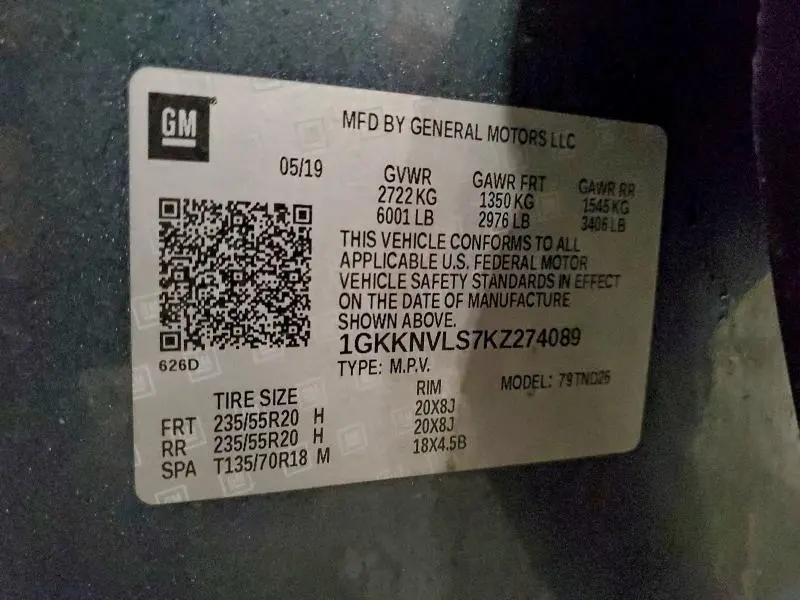 GM
MFD BY GENERAL MOTORS LLC
05/19 GVWR GAWR FRT GAWR RR
2722 KG 1350 KG 1545 KG
6001 LB 2976 LB 3406 LB
THIS VEHICLE CONFORMS TO ALL
APPLICABLE U.S. FEDERAL MOTOR
VEHICLE SAFETY STANDARDS IN EFFECT
ON THE DATE OF MANUFACTURE
SHOWN ABOVE.
1GKKNVLS7KZ274089
626D
TYPE: M.P.V. MODEL: 79TND26
TIRE SIZE RIM
FRT 235/55R20 H 20X8J
RR 235/55R20 H 20X8J
SPA T135/70R18 M 18X4.5B